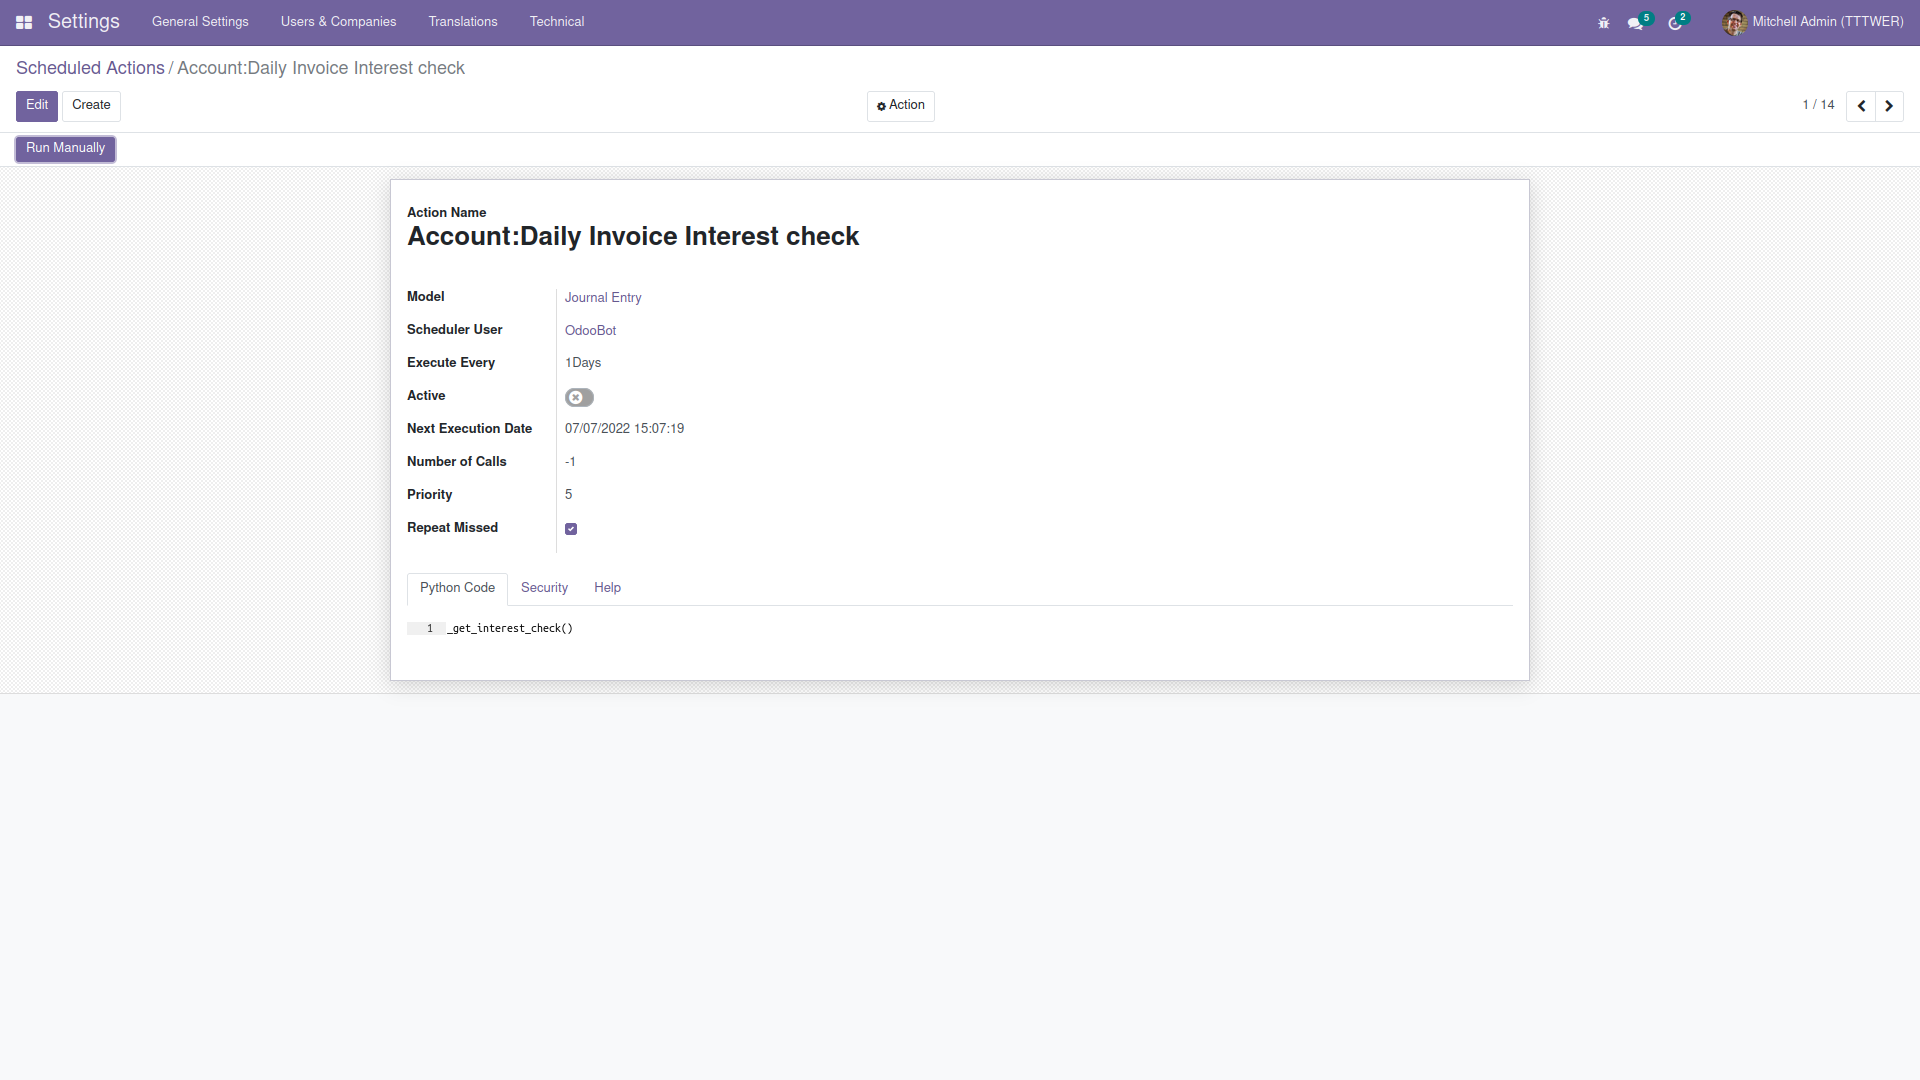 Settings General Settings Users & Companies Translations Technical 5 2 Mitchell Admin (TTTWER)
Scheduled Actions / Account:Daily Invoice Interest check
Edit Create Action 1 / 14
Run Manually
Action Name
Account:Daily Invoice Interest check
Model Journal Entry
Scheduler User OdooBot
Execute Every 1Days
Active
Next Execution Date 07/07/2022 15:07:19
Number of Calls -1
Priority 5
Repeat Missed
Python Code Security Help
1 _get_interest_check()